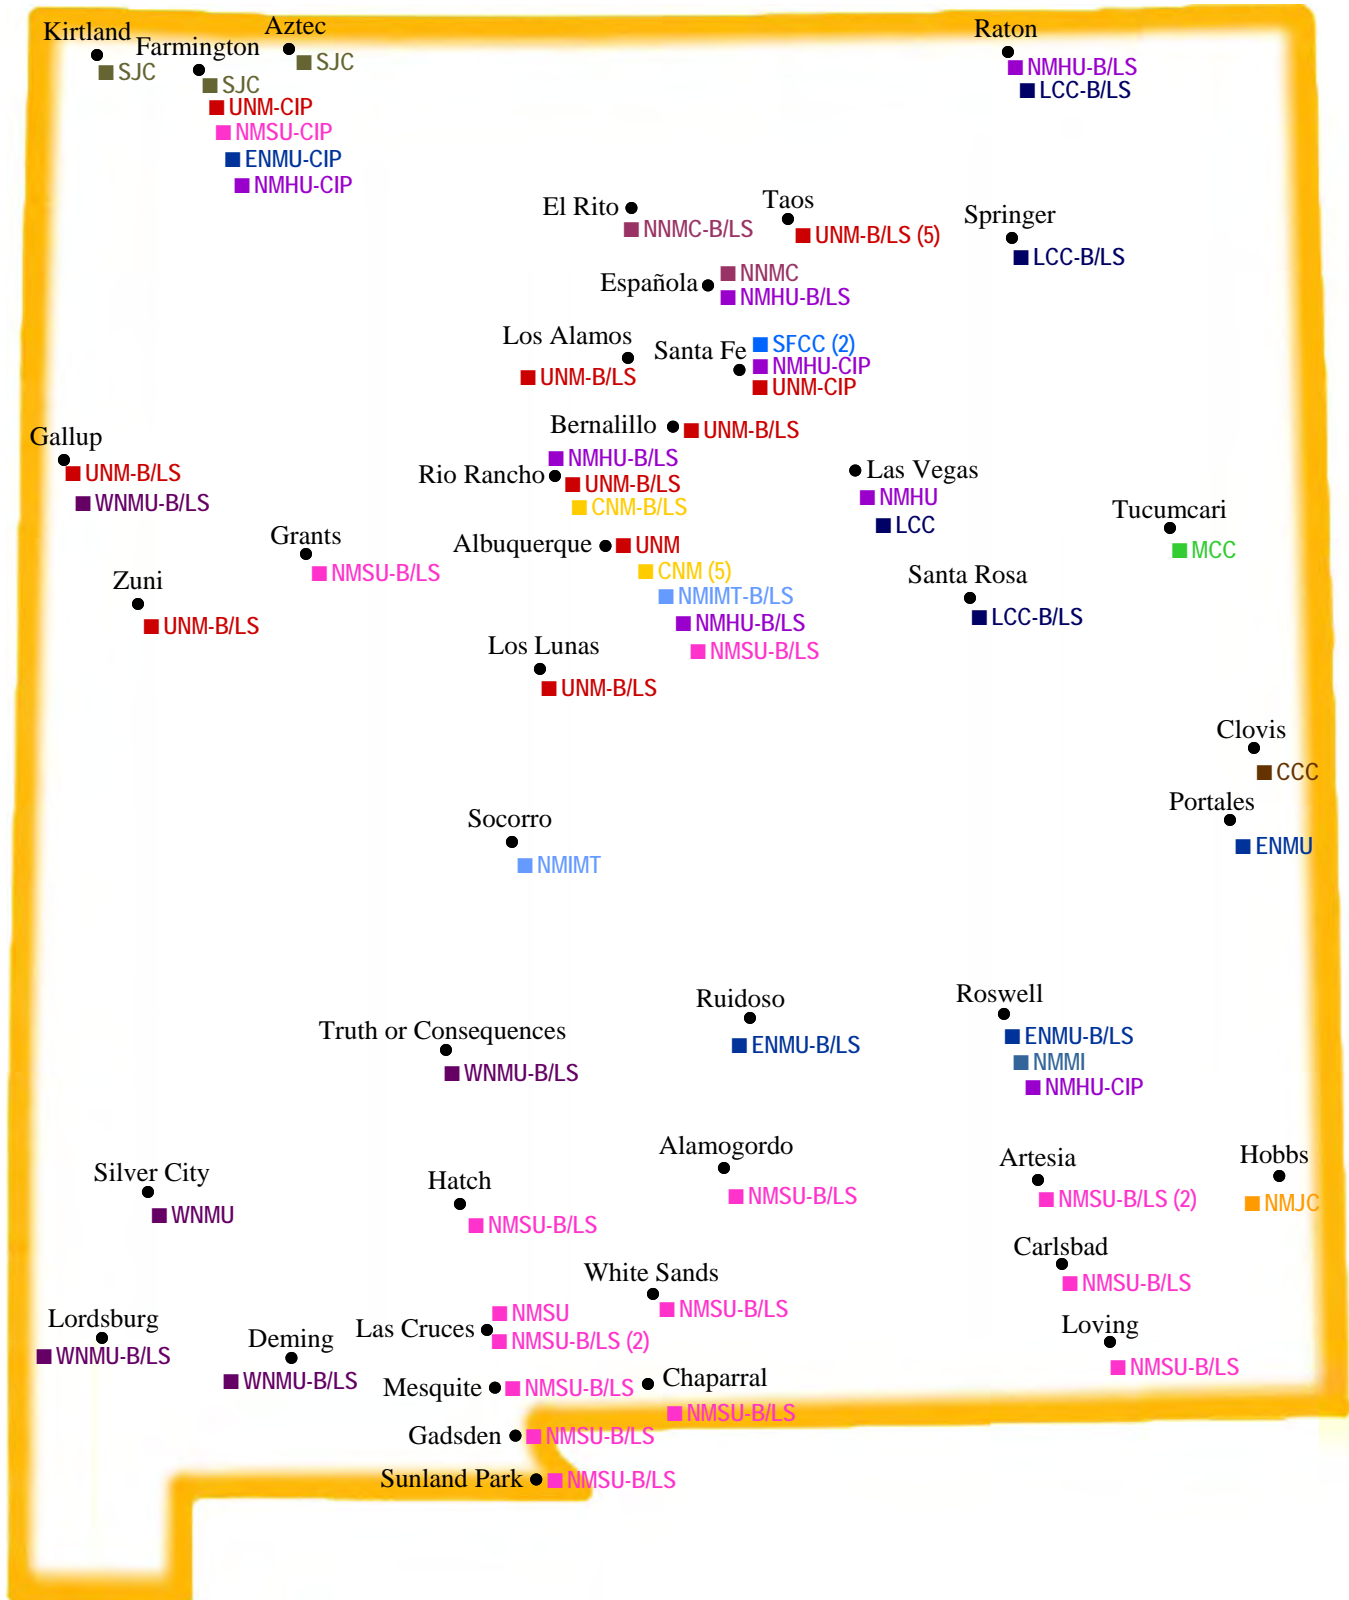 Kirtland
SJC
Farmington
SJC
UNM-CIP
NMSU-CIP
ENMU-CIP
NMHU-CIP
Aztec
SJC
Raton
NMHU-B/LS
LCC-B/LS
El Rito
NNMC-B/LS
Taos
UNM-B/LS (5)
Springer
LCC-B/LS
Española
NNMC
NMHU-B/LS
Los Alamos
UNM-B/LS
Santa Fe
SFCC (2)
NMHU-CIP
UNM-CIP
Bernalillo
UNM-B/LS
Gallup
UNM-B/LS
WNMU-B/LS
Rio Rancho
NMHU-B/LS
UNM-B/LS
CNM-B/LS
Las Vegas
NMHU
LCC
Tucumcari
MCC
Grants
NMSU-B/LS
Albuquerque
UNM
CNM (5)
NMIMT-B/LS
NMHU-B/LS
NMSU-B/LS
Zuni
UNM-B/LS
Santa Rosa
LCC-B/LS
Los Lunas
UNM-B/LS
Clovis
CCC
Portales
ENMU
Socorro
NMIMT
Ruidoso
ENMU-B/LS
Roswell
ENMU-B/LS
NMMI
NMHU-CIP
Truth or Consequences
WNMU-B/LS
Alamogordo
NMSU-B/LS
Artesia
NMSU-B/LS (2)
Hobbs
NMJC
Silver City
WNMU
Hatch
NMSU-B/LS
Carlsbad
NMSU-B/LS
White Sands
NMSU-B/LS
Lordsburg
WNMU-B/LS
Deming
WNMU-B/LS
Las Cruces
NMSU
NMSU-B/LS (2)
Loving
NMSU-B/LS
Mesquite
NMSU-B/LS
Chaparral
NMSU-B/LS
Gadsden
NMSU-B/LS
Sunland Park
NMSU-B/LS